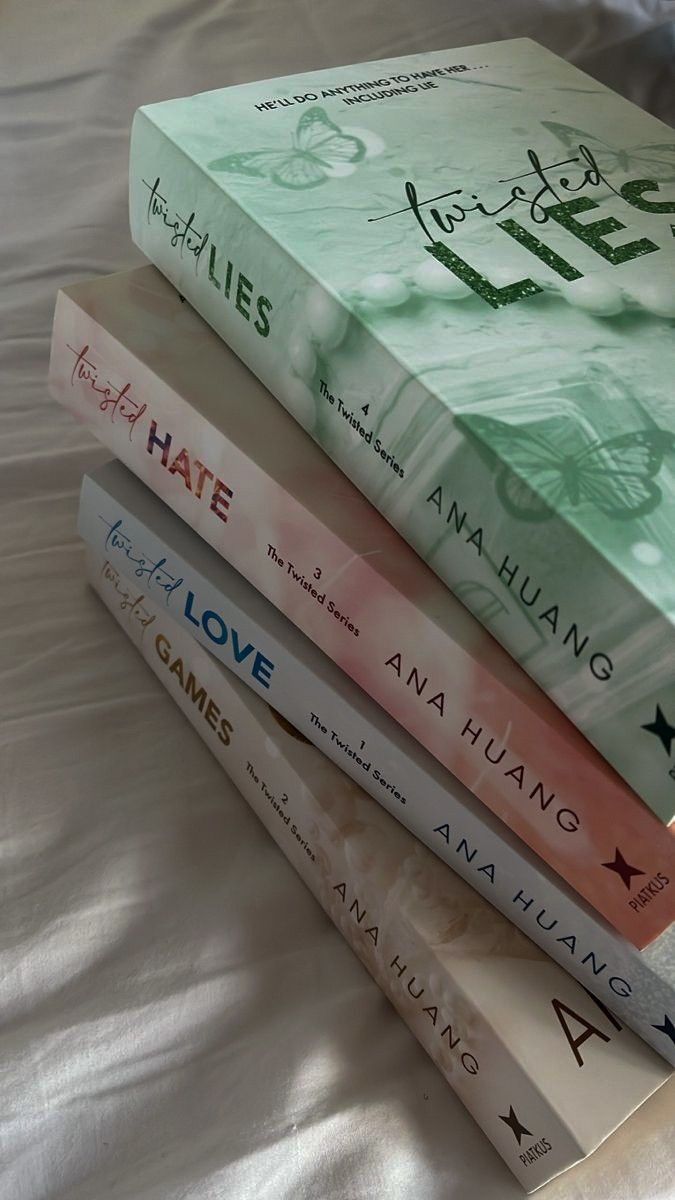 HE'LL DO ANYTHING TO HAVE HER....
INCLUDING LIE
twisted
LIES
twisted LIES
4
The Twisted Series
ANA HUANG
twisted HATE
3
The Twisted Series
ANA HUANG
PIATKUS
twisted LOVE
1
The Twisted Series
ANA HUANG
twisted GAMES
2
The Twisted Series
ANA HUANG
PIATKUS